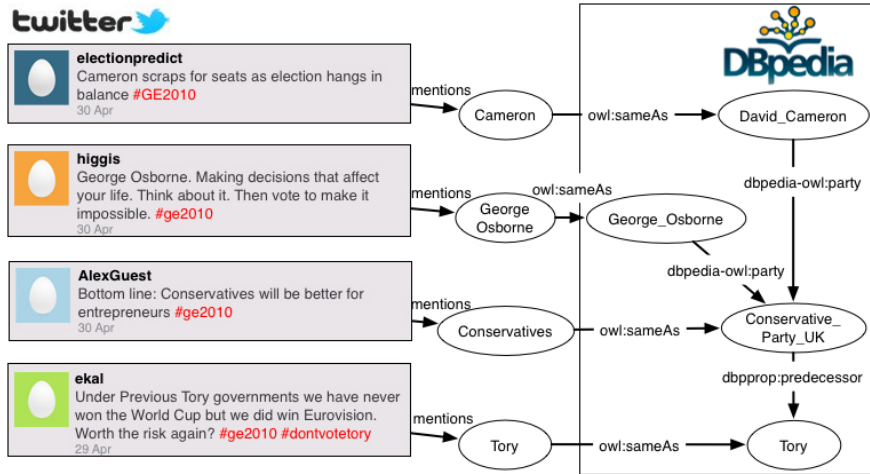 twitter
DBpedia
electionpredict
Cameron scraps for seats as election hangs in
balance #GE2010
30 Apr
mentions
Cameron
owl:sameAs
David_Cameron
dbpedia-owl:party
higgis
George Osborne. Making decisions that affect
your life. Think about it. Then vote to make it
impossible. #ge2010
30 Apr
mentions
George
Osborne
owl:sameAs
George_Osborne
dbpedia-owl:party
AlexGuest
Bottom line: Conservatives will be better for
entrepreneurs #ge2010
30 Apr
mentions
Conservatives
owl:sameAs
Conservative_
Party_UK
dbpprop:predecessor
ekal
Under Previous Tory governments we have never
won the World Cup but we did win Eurovision.
Worth the risk again? #ge2010 #dontvotetory
29 Apr
mentions
Tory
owl:sameAs
Tory